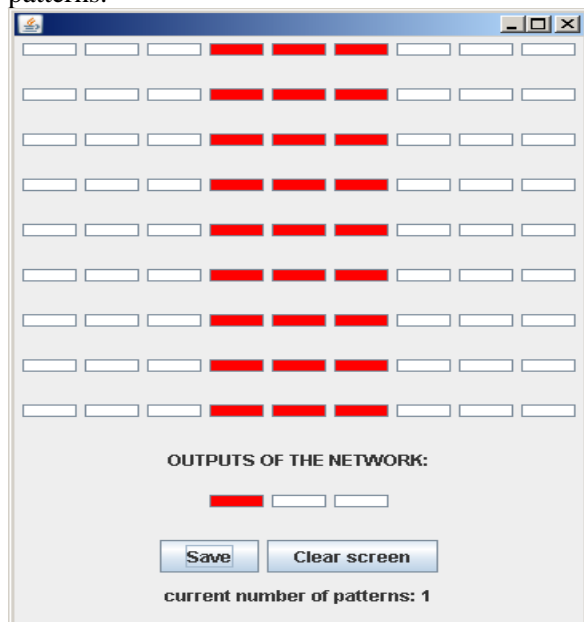 patterns.
OUTPUTS OF THE NETWORK:
Save Clear screen
current number of patterns: 1